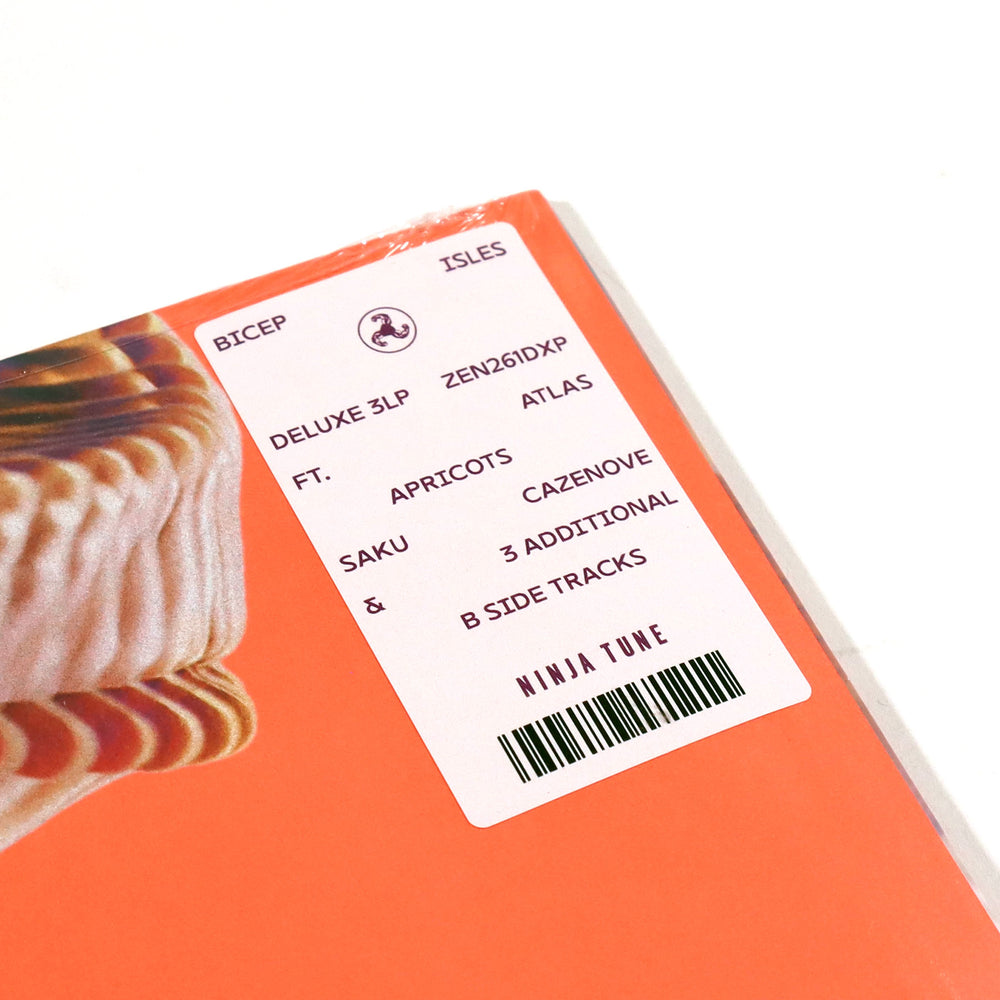 BICEP ISLES
DELUXE 3LP ZEN261DXP
FT. ATLAS
APRICOTS
SAKU CAZENOVE
& 3 ADDITIONAL
B SIDE TRACKS
NINJA TUNE